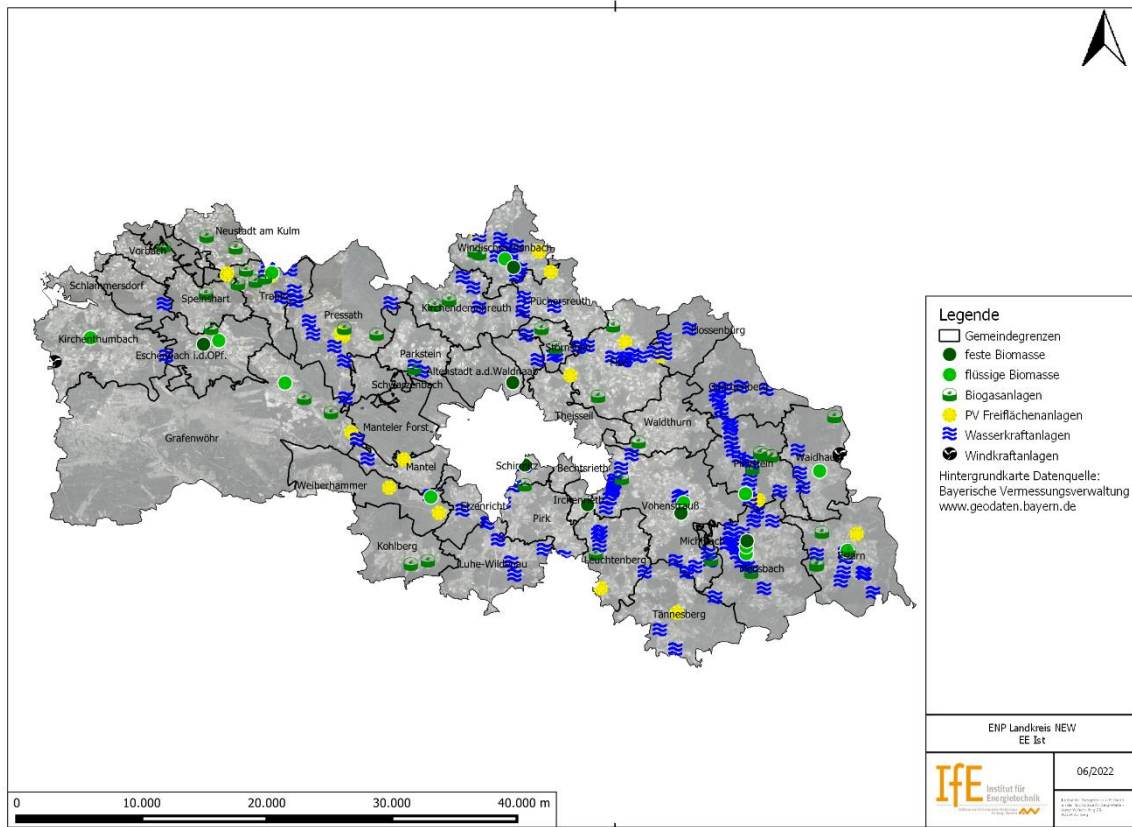 Neustadt am Kulm
Vorbach
Windischeschenbach
Schlammersdorf
Speinshart
Trabitz
Püchersreuth
Kirchendemenreuth
Pressath
Kirchenthumbach
Flossenbürg
Störnstein
Eschenbach i.d.OPf.
Parkstein
Floß
Altenstadt a.d.Waldnaab
Schwarzenbach
Georgenberg
Theisseil
Waldthurn
Manteler Forst
Grafenwöhr
Mantel
Schirmitz
Bechtsrieth
Pleystein
Waidhaus
Weiherhammer
Irchenrieth
Etzenricht
Vohenstrauß
Pirk
Kohlberg
Michldorf
Eslarn
Luhe-Wildenau
Leuchtenberg
Moosbach
Tännesberg
Legende
Gemeindegrenzen
feste Biomasse
flüssige Biomasse
Biogasanlagen
PV Freiflächenanlagen
Wasserkraftanlagen
Windkraftanlagen
Hintergrundkarte Datenquelle:
Bayerische Vermessungsverwaltung
www.geodaten.bayern.de
ENP Landkreis NEW
EE Ist
IfE Institut für
Energietechnik
06/2022
0 10.000 20.000 30.000 40.000 m